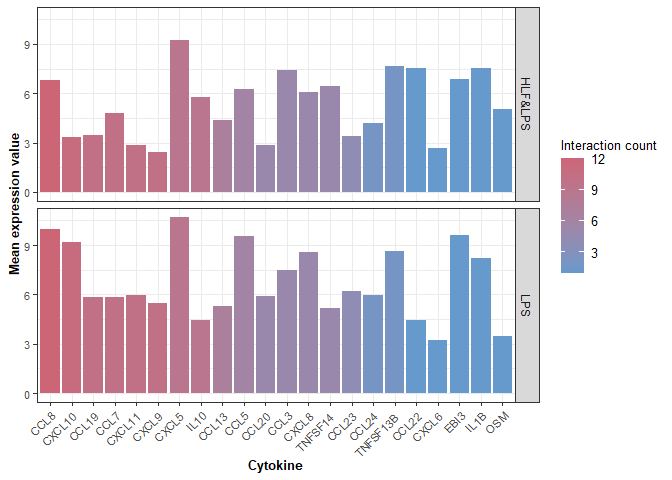 Mean expression value
9
6
3
0
HLF&LPS
9
6
3
0
LPS
CCL8
CXCL10
CCL19
CCL7
CXCL11
CXCL9
CXCL5
IL10
CCL13
CCL5
CCL20
CCL3
CXCL8
TNFSF14
CCL23
CCL24
TNFSF13B
CCL22
CXCL6
EBI3
IL1B
OSM
Cytokine
Interaction count
12
9
6
3